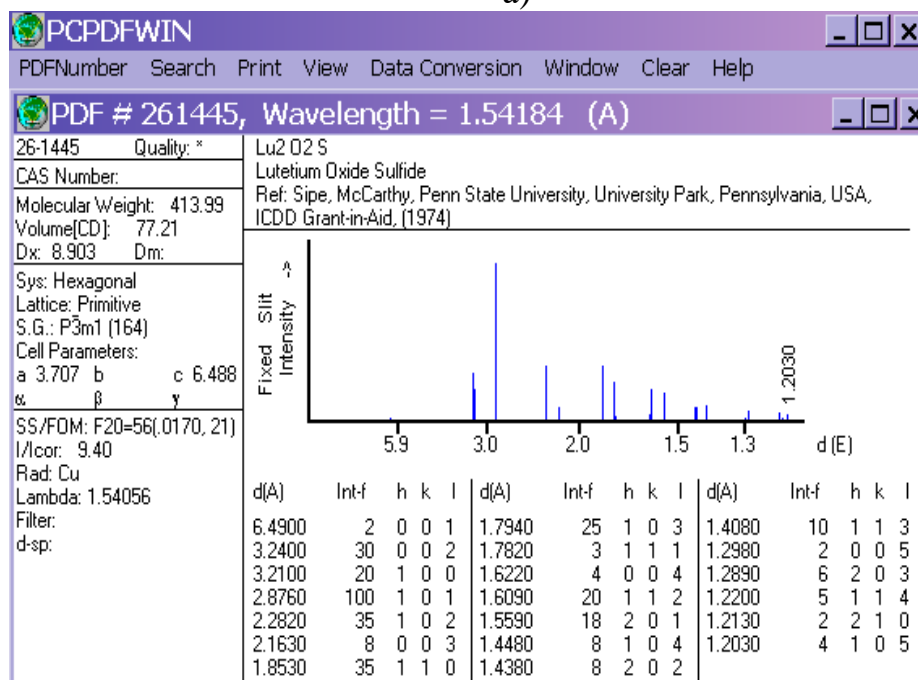 a)
PCPDFWIN
PDFNumber Search Print View Data Conversion Window Clear Help
PDF # 261445, Wavelength = 1.54184 (A)
26-1445 Quality: *
CAS Number:
Molecular Weight: 413.99
Volume[CD]: 77.21
Dx: 8.903 Dm:
Sys: Hexagonal
Lattice: Primitive
S.G.: P3̅m1 (164)
Cell Parameters:
a 3.707 b c 6.488
α β γ
SS/FOM: F20=56(.0170, 21)
I/Icor: 9.40
Rad: Cu
Lambda: 1.54056
Filter:
d-sp:
Lu2 O2 S
Lutetium Oxide Sulfide
Ref: Sipe, McCarthy, Penn State University, University Park, Pennsylvania, USA,
ICDD Grant-in-Aid, (1974)
Fixed Slit
Intensity ->
1.2030
5.9 3.0 2.0 1.5 1.3 d (E)
d(A) Int-f h k l d(A) Int-f h k l d(A) Int-f h k l
6.4900 2 0 0 1 1.7940 25 1 0 3 1.4080 10 1 1 3
3.2400 30 0 0 2 1.7820 3 1 1 1 1.2980 2 0 0 5
3.2100 20 1 0 0 1.6220 4 0 0 4 1.2890 6 2 0 3
2.8760 100 1 0 1 1.6090 20 1 1 2 1.2200 5 1 1 4
2.2820 35 1 0 2 1.5590 18 2 0 1 1.2130 2 2 1 0
2.1630 8 0 0 3 1.4480 8 1 0 4 1.2030 4 1 0 5
1.8530 35 1 1 0 1.4380 8 2 0 2